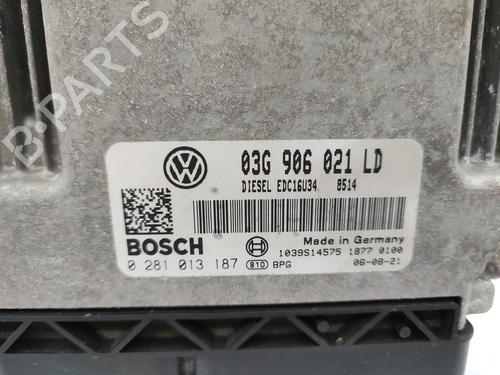 03G 906 021 LD
DIESEL EDC16U34 8514
BOSCH
Made in Germany
1039S14575 1877 0100
0 281 013 187 810 BPG 06-08-21
B-Parts